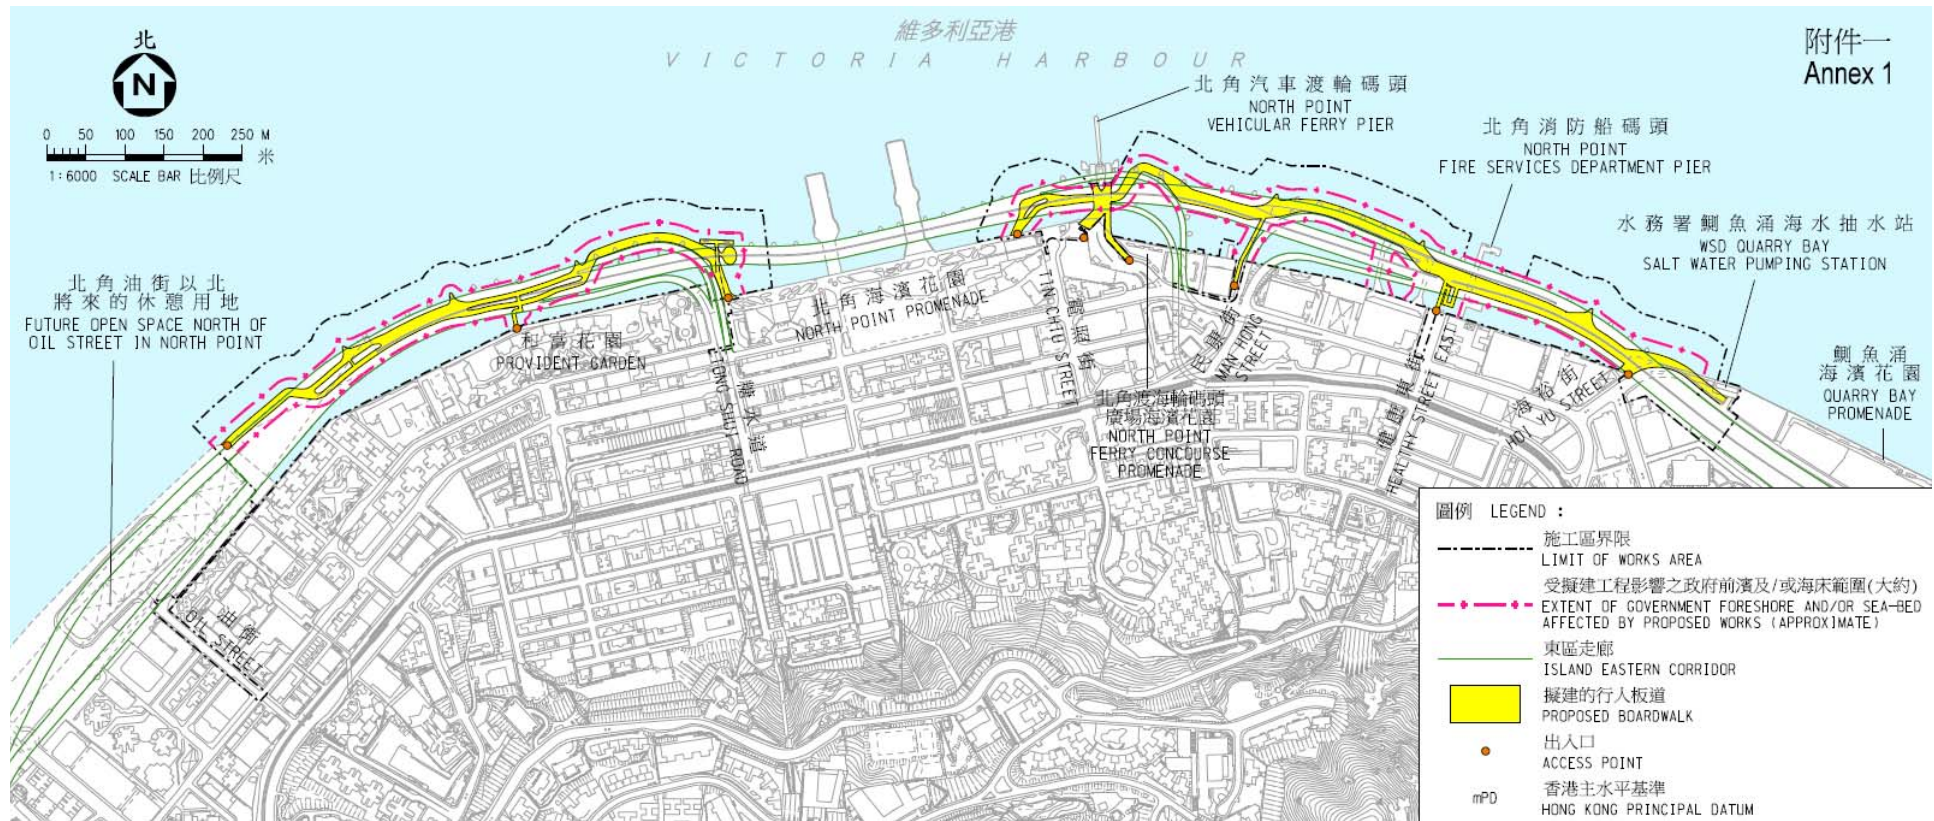 維多利亞港
VICTORIA HARBOUR
附件一
Annex 1
北
N
0 50 100 150 200 250 M
米
1:6000 SCALE BAR 比例尺
北角汽車渡輪碼頭
NORTH POINT
VEHICULAR FERRY PIER
北角消防船碼頭
NORTH POINT
FIRE SERVICES DEPARTMENT PIER
水務署鰂魚涌海水抽水站
WSD QUARRY BAY
SALT WATER PUMPING STATION
北角油街以北
將來的休憩用地
FUTURE OPEN SPACE NORTH OF
OIL STREET IN NORTH POINT
和富花園
PROVIDENT GARDEN
北角海濱花園
NORTH POINT PROMENADE
糖水道
TONG SHUI ROAD
電照街
TIN CHIU STREET
民康街
MAN HONG
STREET
北角渡海輪碼頭
廣場海濱花園
NORTH POINT
FERRY CONCOURSE
PROMENADE
健康東街
HEALTHY STREET EAST
海裕街
HOI YU STREET
鰂魚涌
海濱花園
QUARRY BAY
PROMENADE
油街
OIL STREET
圖例 LEGEND :
施工區界限
LIMIT OF WORKS AREA
受擬建工程影響之政府前濱及/或海床範圍(大約)
EXTENT OF GOVERNMENT FORESHORE AND/OR SEA-BED
AFFECTED BY PROPOSED WORKS (APPROXIMATE)
東區走廊
ISLAND EASTERN CORRIDOR
擬建的行人板道
PROPOSED BOARDWALK
出入口
ACCESS POINT
mPD
香港主水平基準
HONG KONG PRINCIPAL DATUM